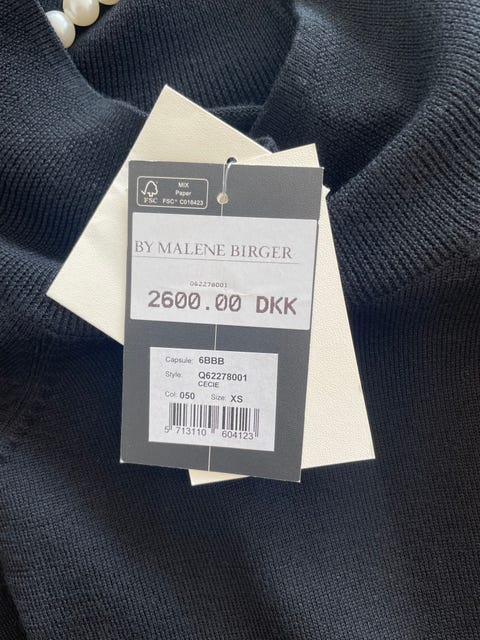 MIX
Paper
FSC FSC® C016423
BY MALENE BIRGER
062278001
2600.00 DKK
Capsule: 6BBB
Style: Q62278001
CECIE
Col: 050 Size: XS
5 713110 604123